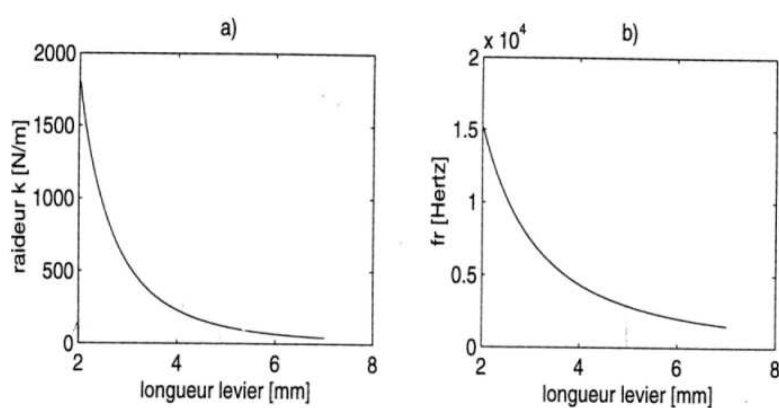 a)
2000
1500
1000
500
0
2
4
6
8
raideur k [N/m]
longueur levier [mm]
b)
x 10^4
2
1.5
1
0.5
0
2
4
6
8
fr [Hertz]
longueur levier [mm]